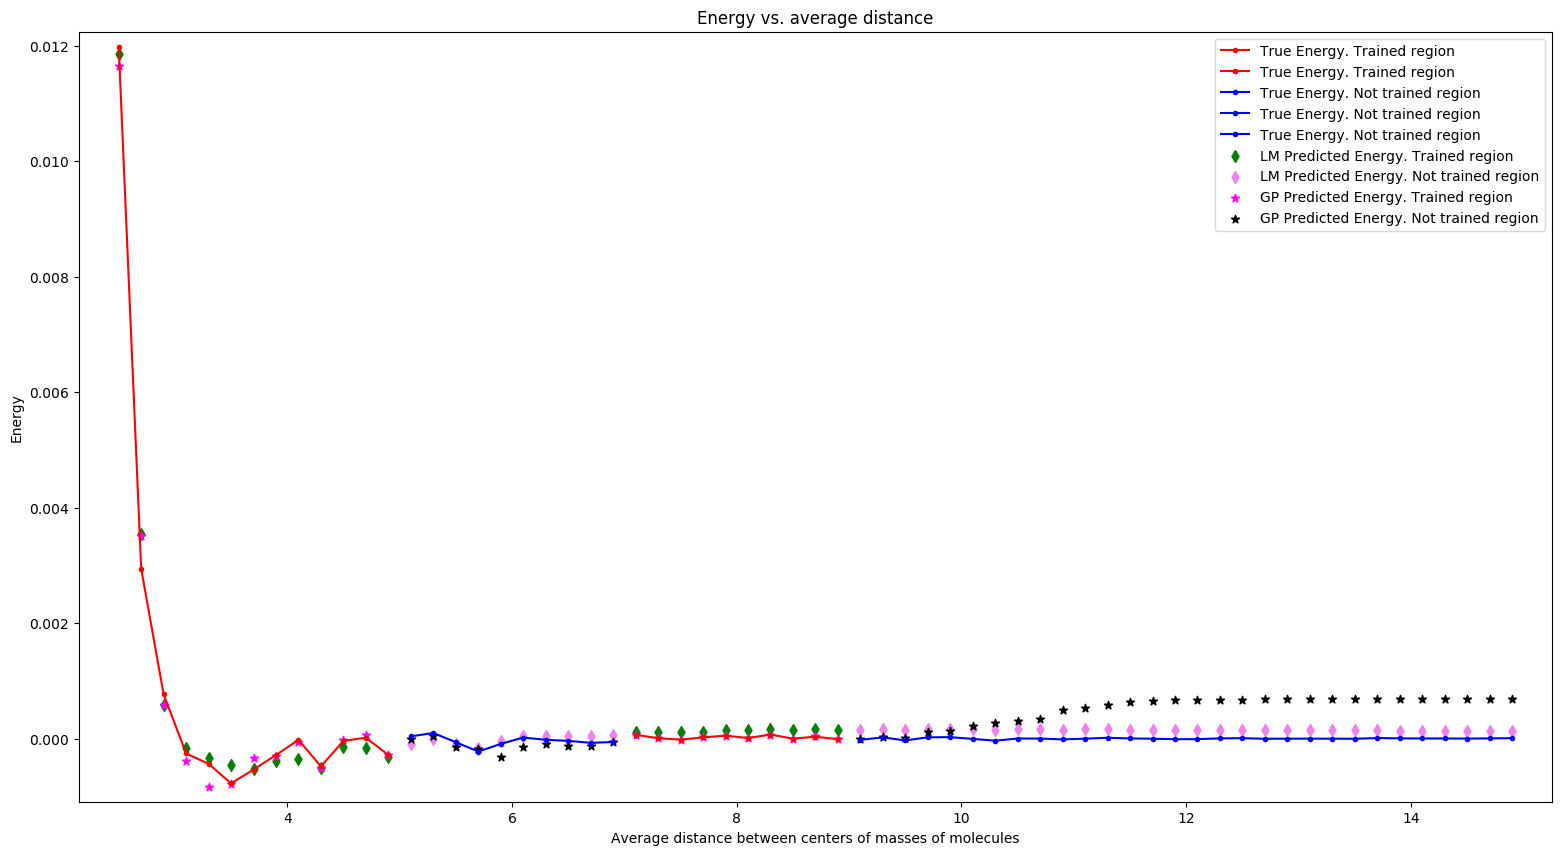 Energy vs. average distance
0.012
0.010
0.008
0.006
0.004
0.002
0.000
Energy
4
6
8
10
12
14
Average distance between centers of masses of molecules
True Energy. Trained region
True Energy. Trained region
True Energy. Not trained region
True Energy. Not trained region
True Energy. Not trained region
LM Predicted Energy. Trained region
LM Predicted Energy. Not trained region
GP Predicted Energy. Trained region
GP Predicted Energy. Not trained region